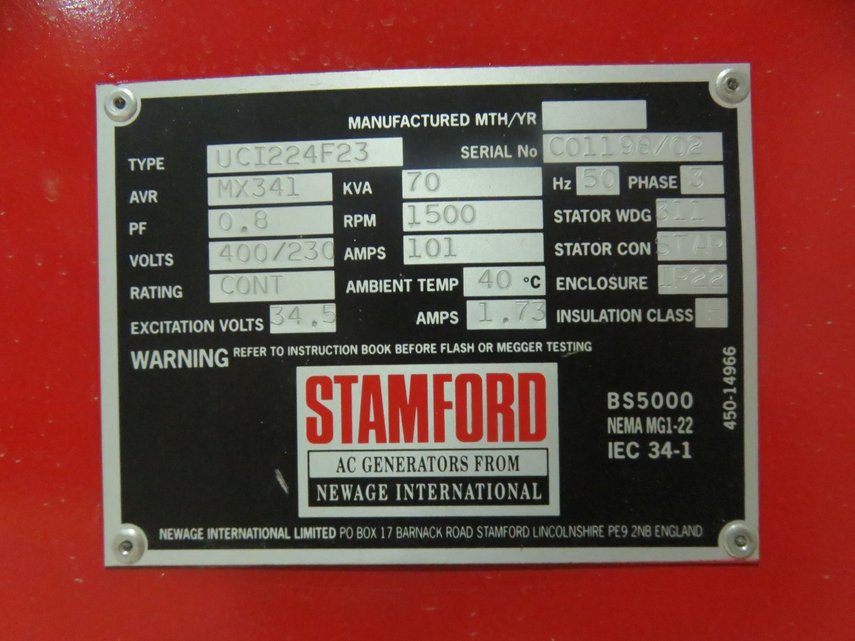 MANUFACTURED MTH/YR
TYPE UCI224F23 SERIAL No C01198/02
AVR MX341 KVA 70 Hz 50 PHASE 3
PF 0.8 RPM 1500 STATOR WDG 311
VOLTS 400/230 AMPS 101 STATOR CON STAR
RATING CONT AMBIENT TEMP 40 °C ENCLOSURE IP22
EXCITATION VOLTS 34.5 AMPS 1.73 INSULATION CLASS
WARNING REFER TO INSTRUCTION BOOK BEFORE FLASH OR MEGGER TESTING
STAMFORD
AC GENERATORS FROM
NEWAGE INTERNATIONAL
BS5000
NEMA MG1-22
IEC 34-1
450-14966
NEWAGE INTERNATIONAL LIMITED PO BOX 17 BARNACK ROAD STAMFORD LINCOLNSHIRE PE9 2NB ENGLAND